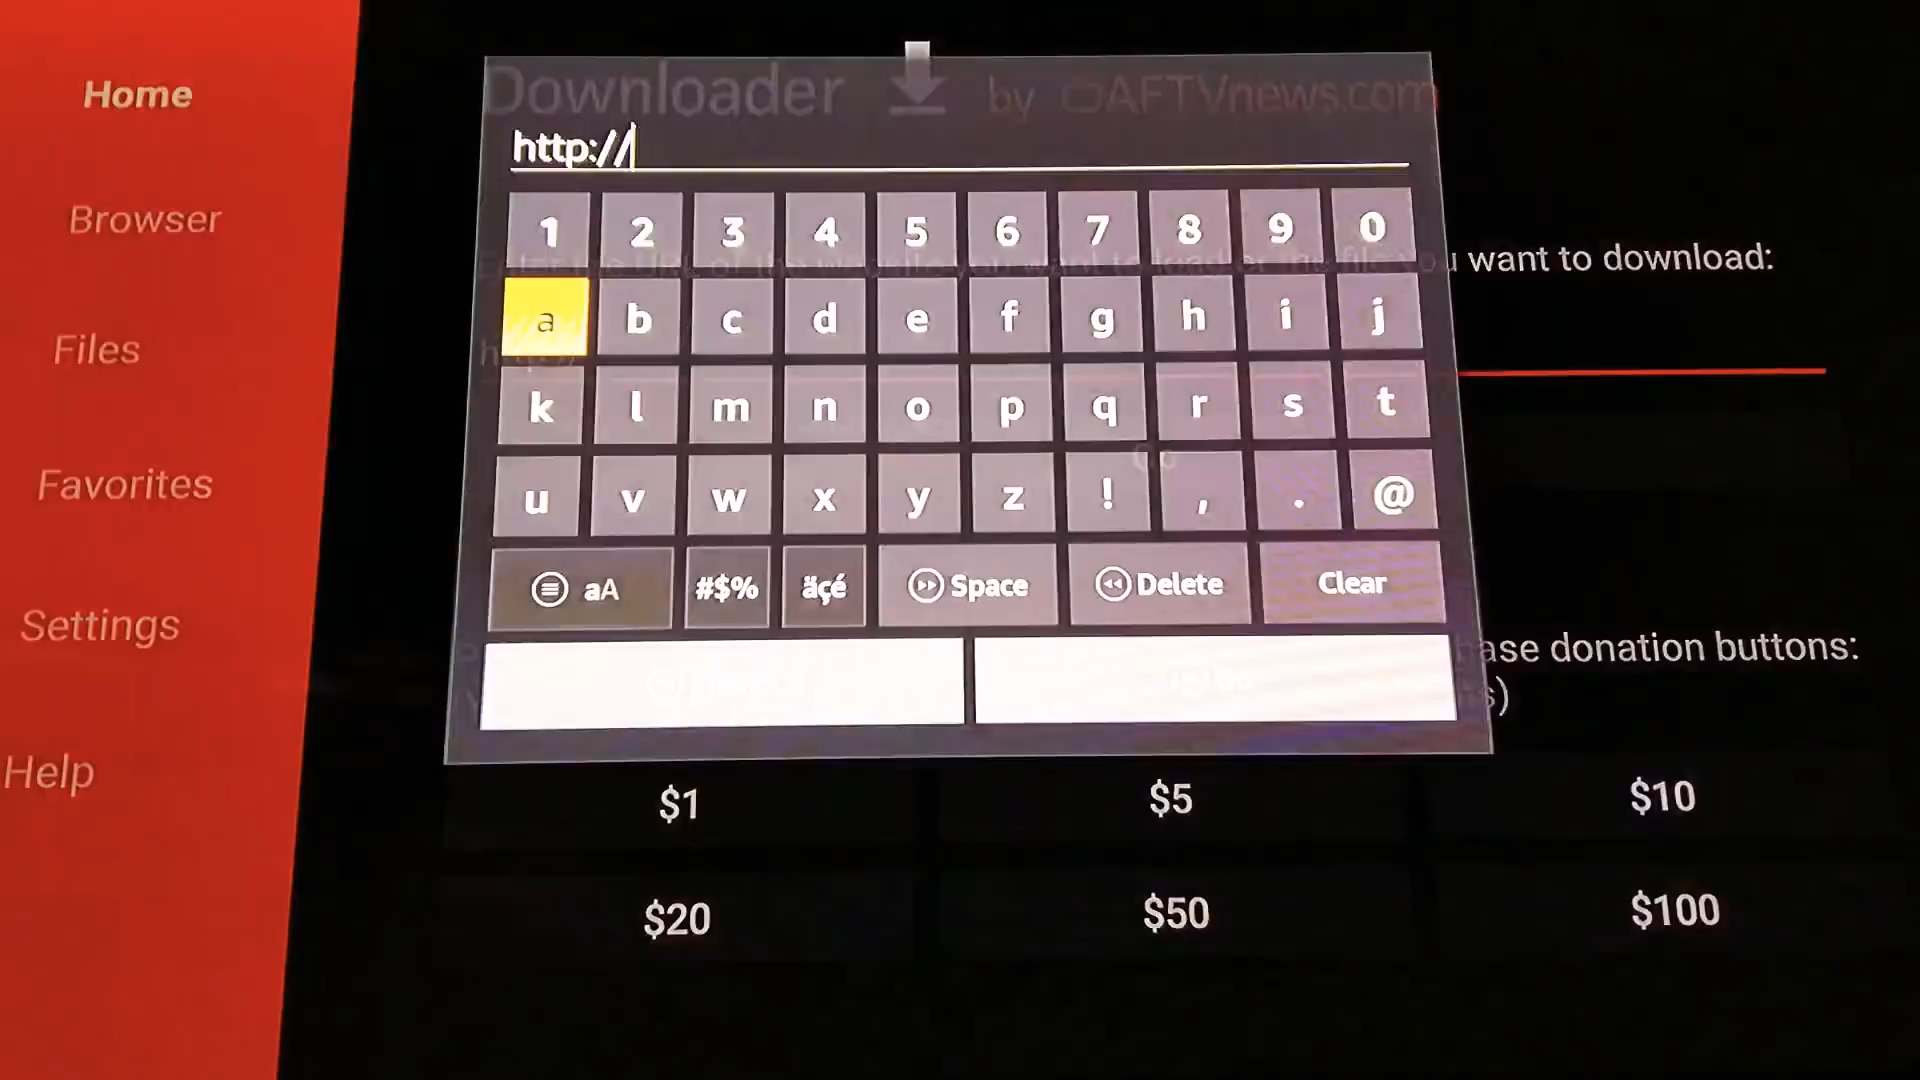 Home
Browser
Files
Favorites
Settings
Help
Downloader by AFTVnews.com
http://
1 2 3 4 5 6 7 8 9 0
u want to download:
a b c d e f g h i j
k l m n o p q r s t
u v w x y z ! , . @
aA #$% äçé Space Delete Clear
ase donation buttons:
s)
$1 $5 $10
$20 $50 $100